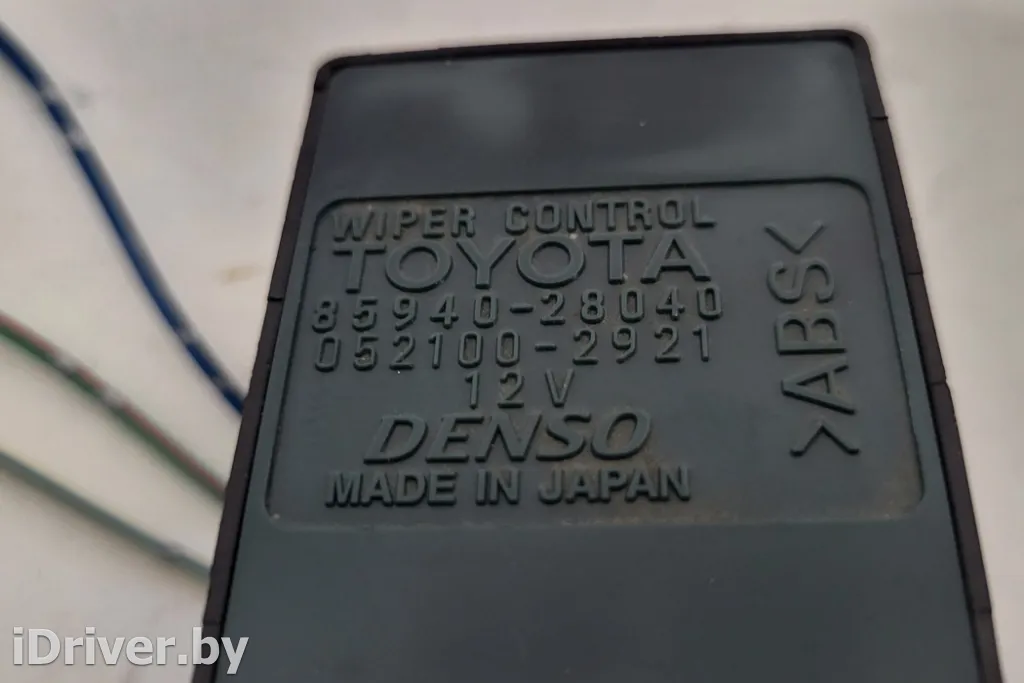 WIPER CONTROL
TOYOTA
85940-28040
052100-2921
12V
DENSO
MADE IN JAPAN
>ABS<
iDriver.by